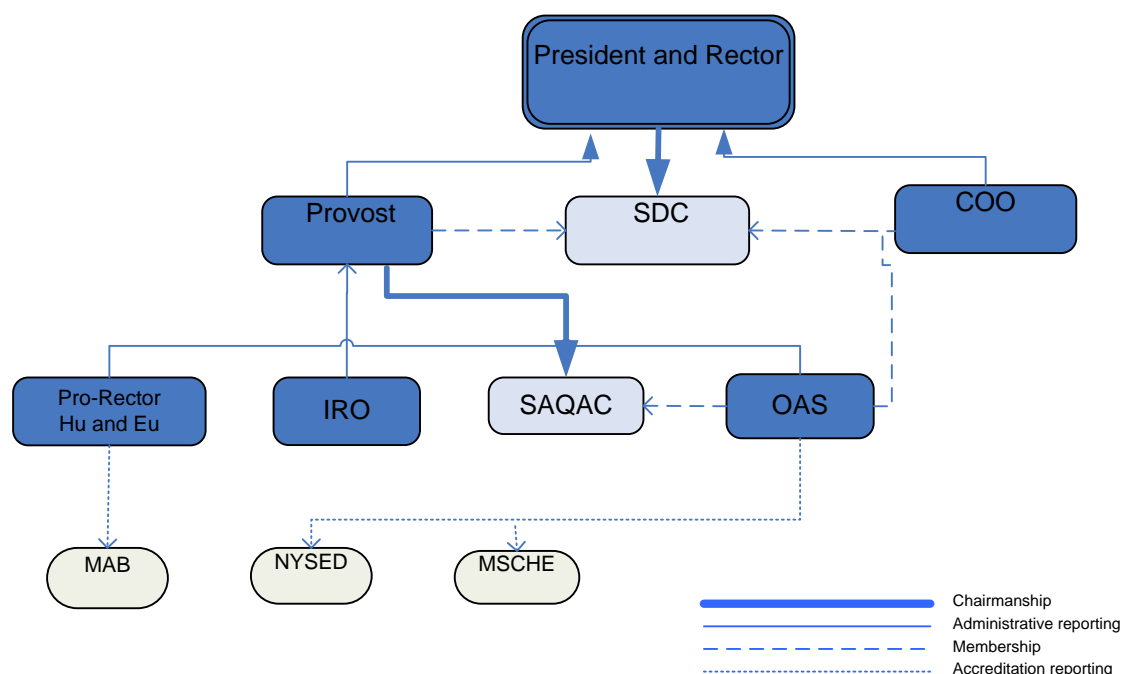 President and Rector
Provost
SDC
COO
Pro-Rector
Hu and Eu
IRO
SAQAC
OAS
MAB
NYSED
MSCHE
Chairmanship
Administrative reporting
Membership
Accreditation reporting